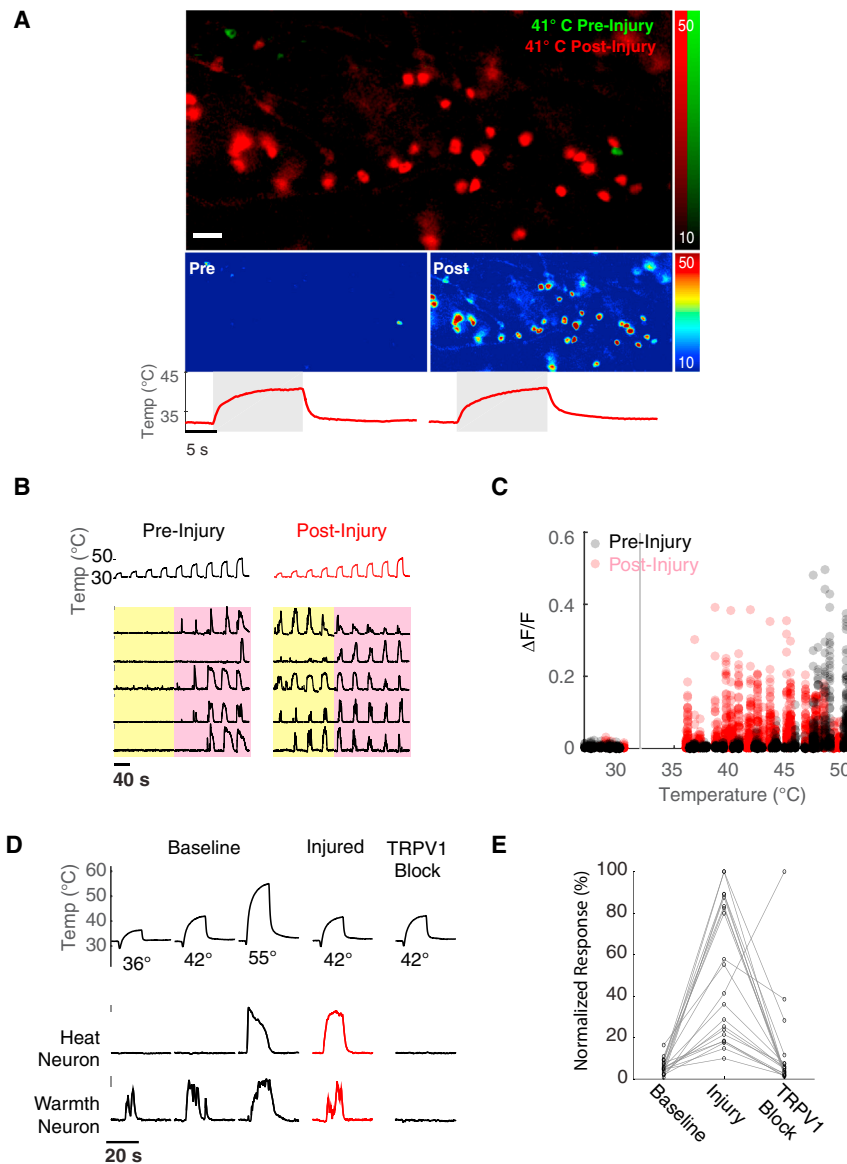 A
41° C Pre-Injury
41° C Post-Injury
50
10
Pre
Post
50
10
Temp (°C)
45
35
5 s
B
Pre-Injury
Post-Injury
Temp (°C)
50
30
40 s
C
0.6
0.4
0.2
0
ΔF/F
Pre-Injury
Post-Injury
30
35
40
45
50
Temperature (°C)
D
Baseline
Injured
TRPV1
Block
Temp (°C)
60
50
40
30
36°
42°
55°
42°
42°
Heat
Neuron
Warmth
Neuron
20 s
E
Normalized Response (%)
100
80
60
40
20
0
Baseline
Injury
TRPV1
Block